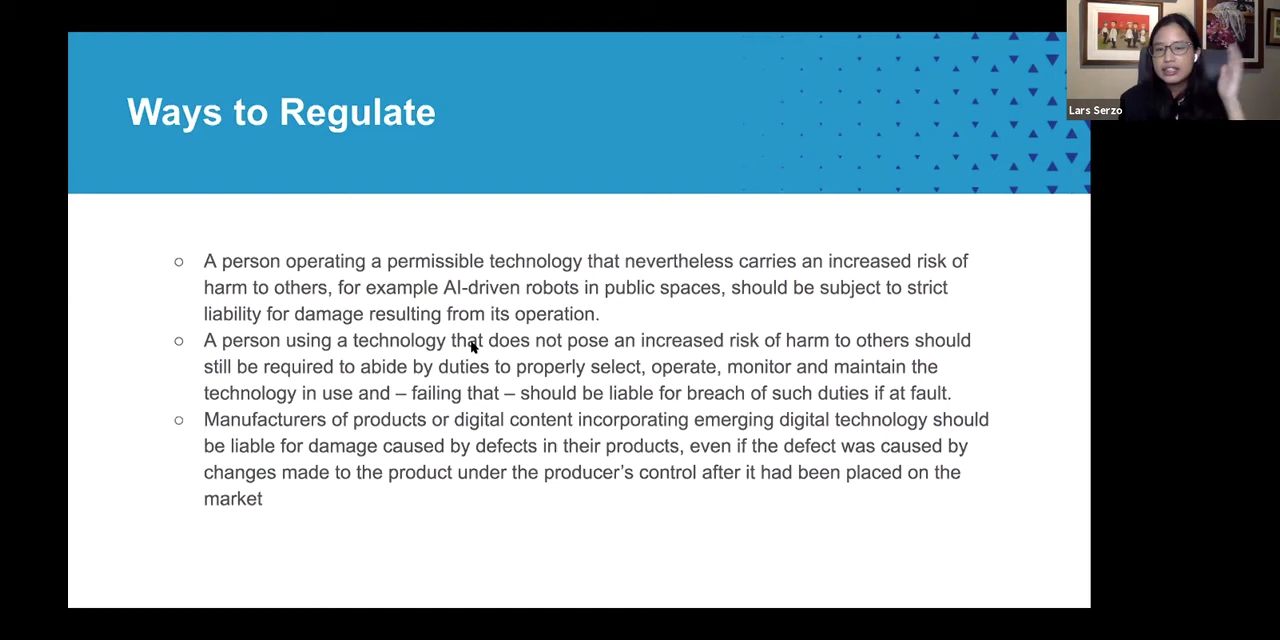 Ways to Regulate
Lars Serzo
○ A person operating a permissible technology that nevertheless carries an increased risk of
harm to others, for example AI-driven robots in public spaces, should be subject to strict
liability for damage resulting from its operation.
○ A person using a technology that does not pose an increased risk of harm to others should
still be required to abide by duties to properly select, operate, monitor and maintain the
technology in use and – failing that – should be liable for breach of such duties if at fault.
○ Manufacturers of products or digital content incorporating emerging digital technology should
be liable for damage caused by defects in their products, even if the defect was caused by
changes made to the product under the producer’s control after it had been placed on the
market